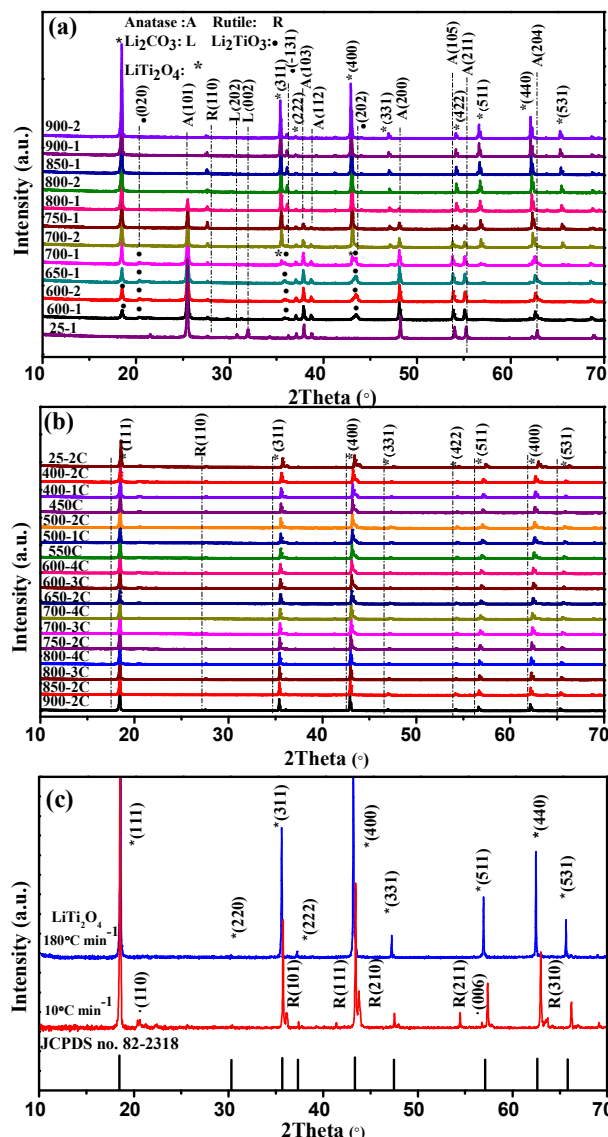 (a)
Anatase :A Rutile: R
Li2CO3: L Li2TiO3:•
LiTi2O4: *
*
•(020)
A(101)
R(110)
L(202)
L(002)
*(311)
•(-131)
*(222)
A(103)
A(112)
*(400)
•(202)
*(331)
A(200)
A(105)
*(422)
A(211)
*(511)
*(440)
A(204)
*(531)
900-2
900-1
850-1
800-2
800-1
750-1
700-2
700-1
650-1
600-2
600-1
25-1
Intensity (a.u.)
10 20 30 40 50 60 70
2Theta (°)
(b)
*(111)
R(110)
*(311)
*(400)
*(331)
*(422)
*(511)
*(400)
*(531)
25-2C
400-2C
400-1C
450C
500-2C
500-1C
550C
600-4C
600-3C
650-2C
700-4C
700-3C
750-2C
800-4C
800-3C
850-2C
900-2C
Intensity (a.u.)
10 20 30 40 50 60 70
2Theta (°)
(c)
*(111)
*(220)
*(311)
*(222)
*(400)
*(331)
*(511)
*(440)
*(531)
LiTi2O4
180°C min-1
·(110)
R(101)
R(111)
R(210)
R(211)
·(006)
R(310)
10°C min-1
JCPDS no. 82-2318
Intensity (a.u.)
10 20 30 40 50 60 70
2Theta (°)